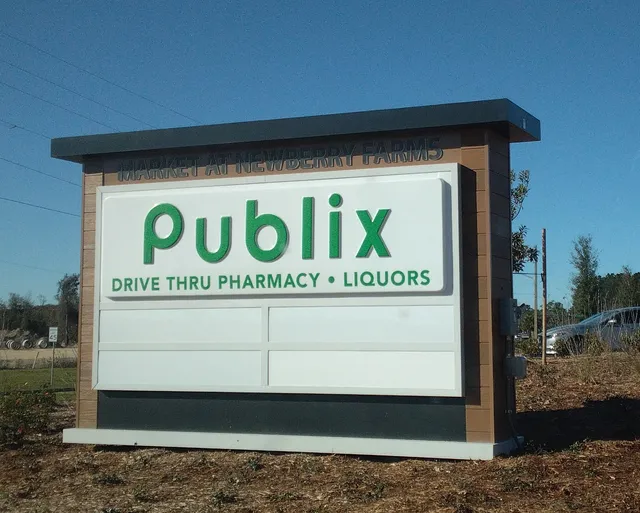 MARKET AT NEWBERRY FARMS
Publix
DRIVE THRU PHARMACY • LIQUORS